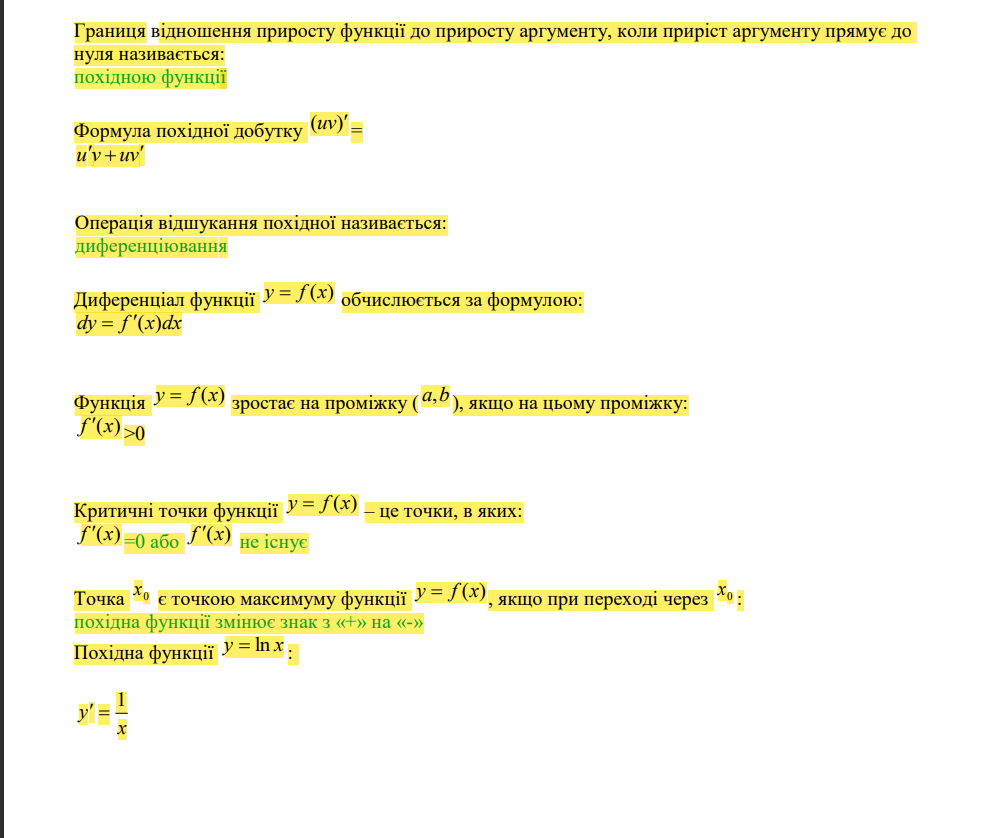 Границя відношення приросту функції до приросту аргументу, коли приріст аргументу прямує до
нуля називається:
похідною функції
Формула похідної добутку (uv)′ =
u′v + uv′
Операція відшукання похідної називається:
диференціювання
Диференціал функції y = f(x) обчислюється за формулою:
dy = f′(x)dx
Функція y = f(x) зростає на проміжку (a,b), якщо на цьому проміжку:
f′(x) >0
Критичні точки функції y = f(x) – це точки, в яких:
f′(x) =0 або f′(x) не існує
Точка x₀ є точкою максимуму функції y = f(x), якщо при переході через x₀:
похідна функції змінює знак з «+» на «-»
Похідна функції y = ln x:
y′ = 1/x